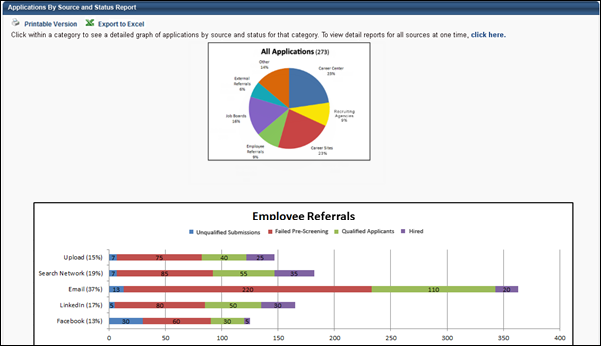 Applications By Source and Status Report
Printable Version Export to Excel
Click within a category to see a detailed graph of applications by source and status for that category. To view detail reports for all sources at one time, click here.
All Applications (273)
Other
14%
Career Center
External
Referrals
6%
Recruiting
Agencies
9%
Job Boards
Employee
Referrals
Career Sites
23%
Employee Referrals
Unqualified Submissions Failed Pre-Screening Qualified Applicants Hired
Upload (15%) 7 75 40 25
Search Network (19%) 7 85 55 35
Email (37%) 13 220 110 20
LinkedIn (17%) 5 80 50 30
Facebook (13%) 30 60 30 5
0 50 100 150 200 250 300 350 400